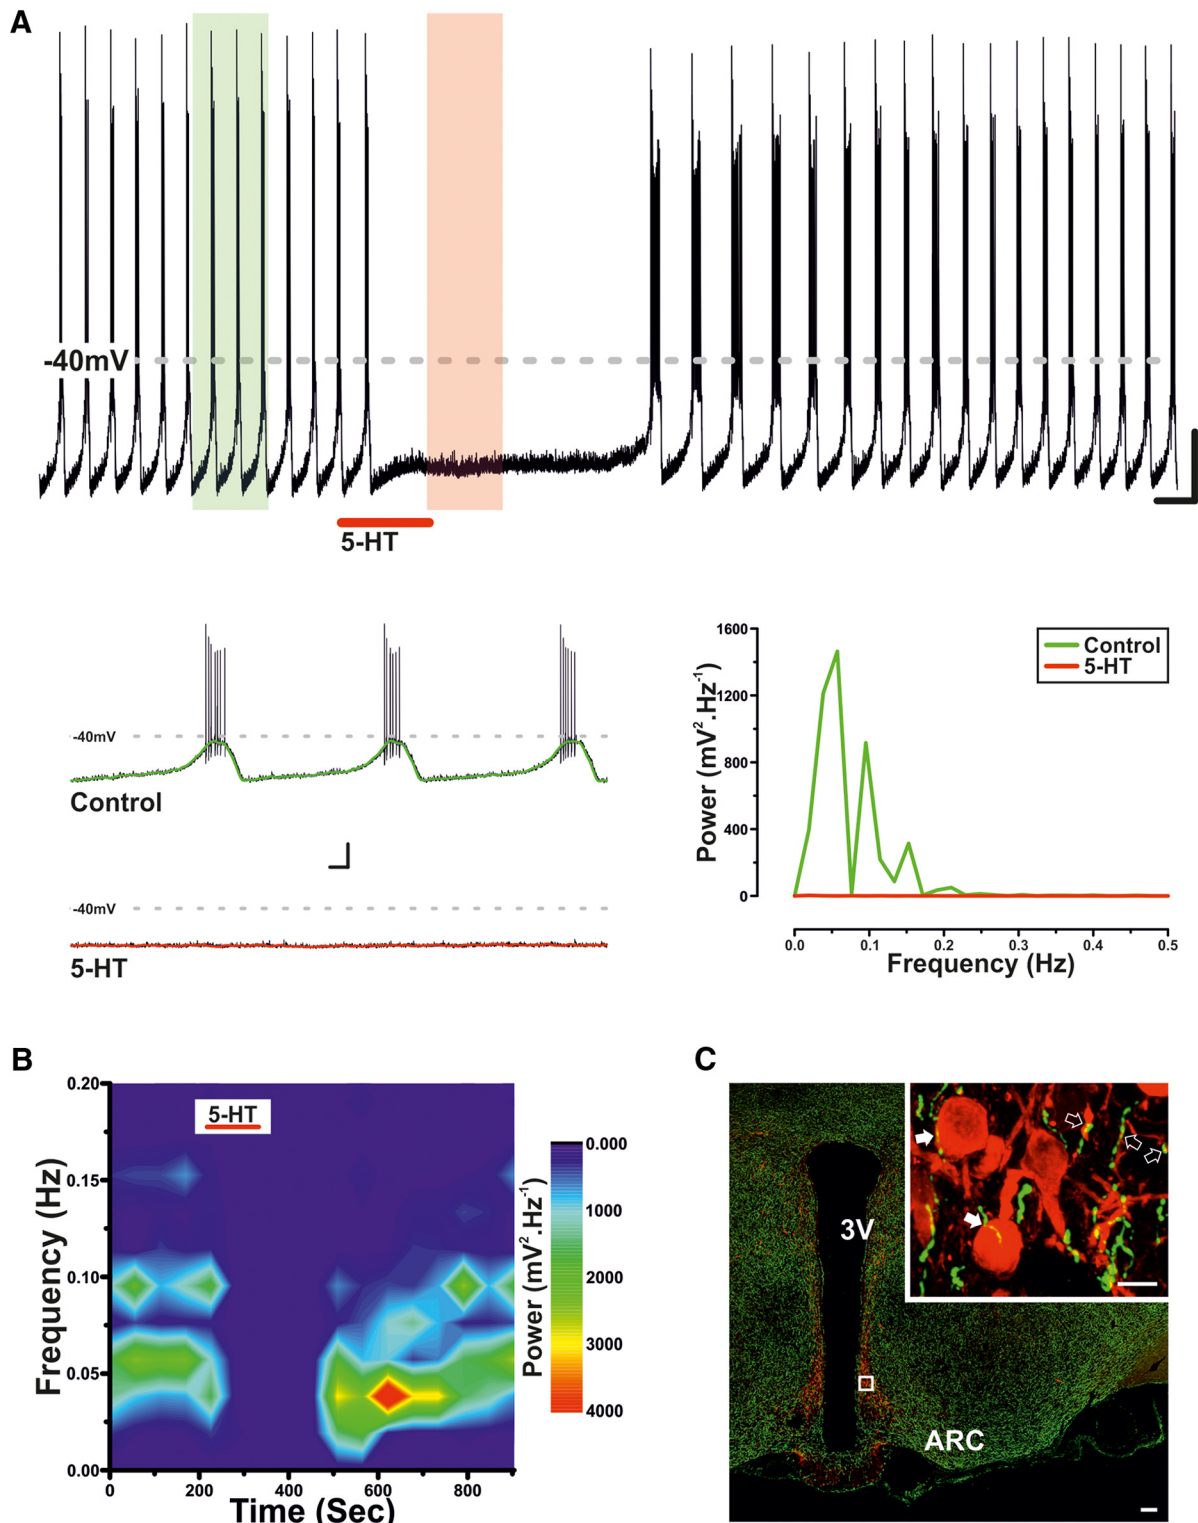 A
-40mV
5-HT
-40mV
Control
-40mV
5-HT
1600
1200
800
400
0
Power (mV².Hz⁻¹)
Control
5-HT
0.0 0.1 0.2 0.3 0.4 0.5
Frequency (Hz)
B
0.20
0.15
0.10
0.05
0.00
Frequency (Hz)
5-HT
0 200 400 600 800
Time (Sec)
Power (mV².Hz⁻¹)
0.000
1000
2000
3000
4000
C
3V
ARC